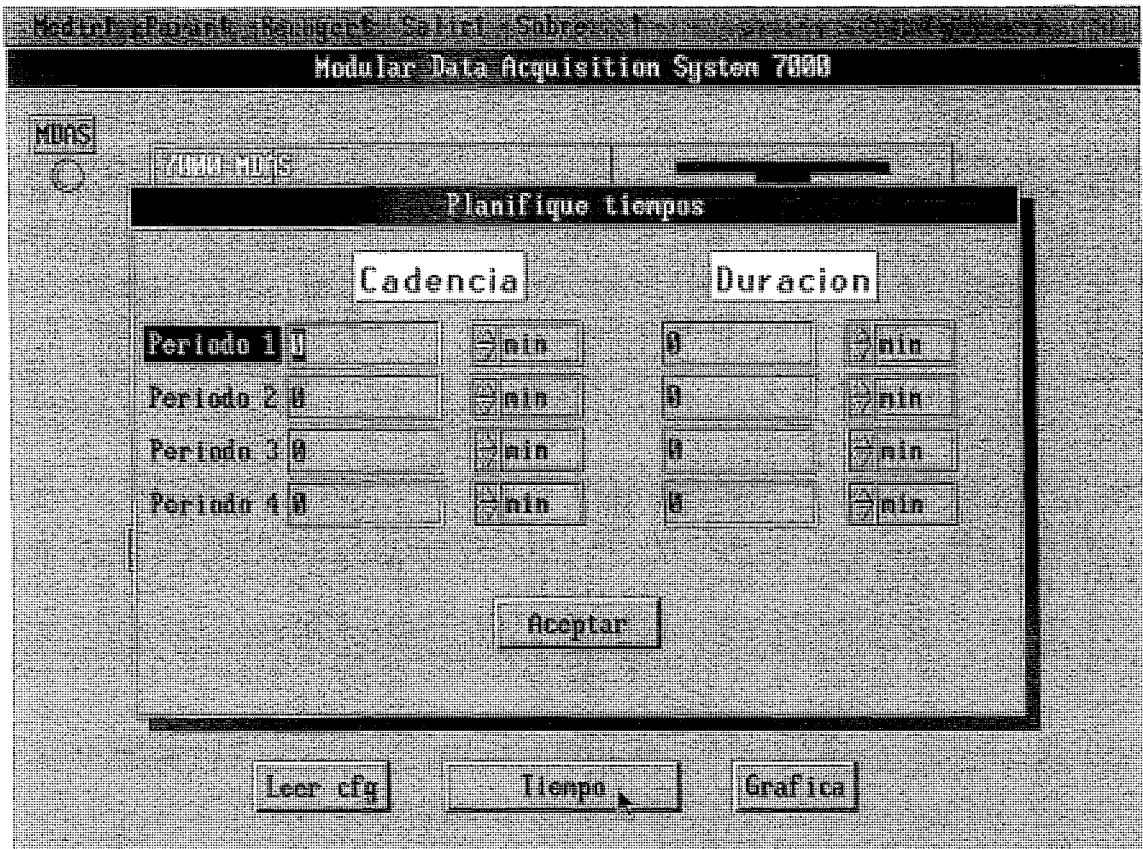 Modular Data Acquisition System 7000
MDAS
7000 MDAS
Planifique tiempos
Cadencia Duracion
Periodo 1 0 min 0 min
Periodo 2 0 min 0 min
Periodo 3 0 min 0 min
Periodo 4 0 min 0 min
Aceptar
Leer cfg Tiempo Grafica